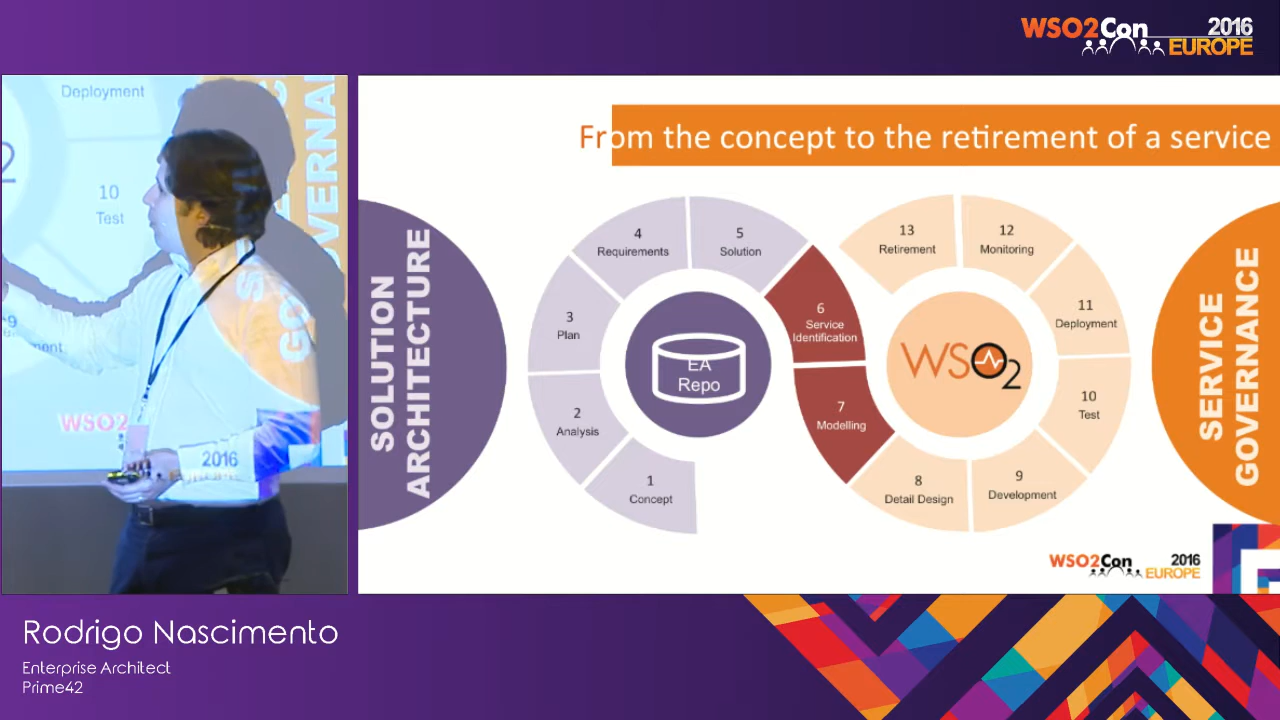 WSO2Con 2016
EUROPE
Deployment
10
Test
2
9
WSO2
2016
From the concept to the retirement of a service
SOLUTION
ARCHITECTURE
1
Concept
2
Analysis
3
Plan
4
Requirements
5
Solution
6
Service
Identification
7
Modelling
8
Detail Design
9
Development
10
Test
11
Deployment
12
Monitoring
13
Retirement
EA
Repo
WSO2
SERVICE
GOVERNANCE
WSO2Con 2016
EUROPE
Rodrigo Nascimento
Enterprise Architect
Prime42